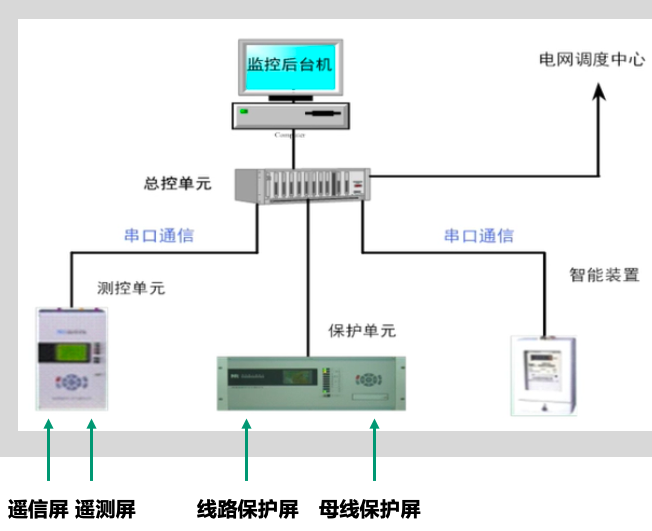 监控后台机
电网调度中心
Computer
总控单元
串口通信
串口通信
测控单元
智能装置
保护单元
遥信屏 遥测屏 线路保护屏 母线保护屏